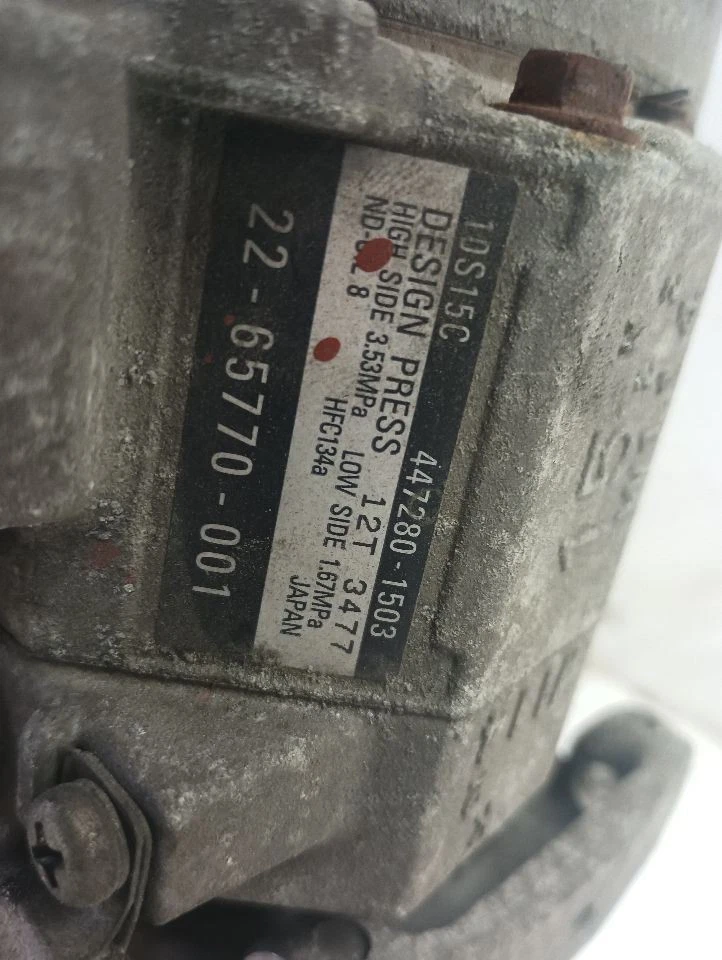 10S15C 447280-1503
DESIGN PRESS 12T 3477
HIGH SIDE 3.53MPa LOW SIDE 1.67MPa
8 HFC134a JAPAN
22-65770-001